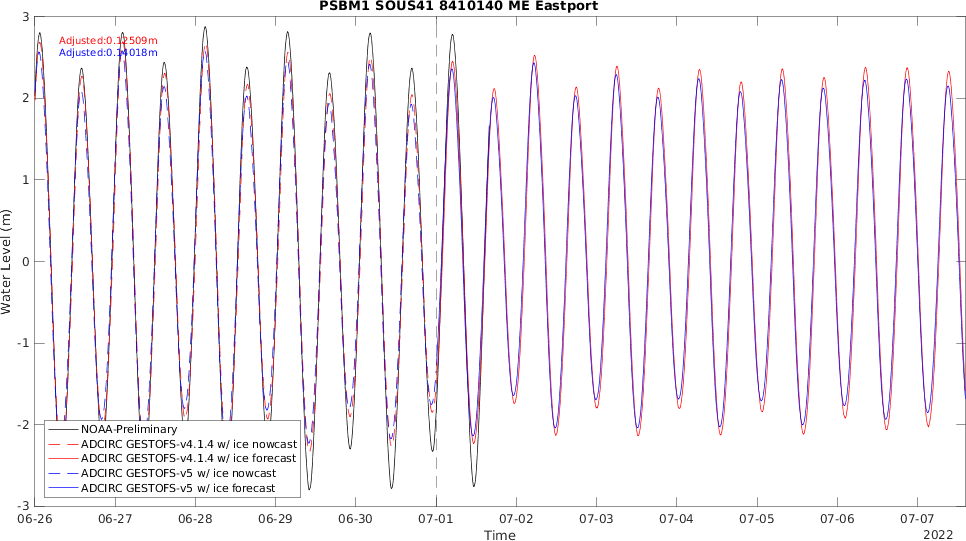 PSBM1 SOUS41 8410140 ME Eastport
Adjusted:0.12509m
Adjusted:0.14018m
Water Level (m)
3
2
1
0
-1
-2
-3
NOAA-Preliminary
ADCIRC GESTOFS-v4.1.4 w/ ice nowcast
ADCIRC GESTOFS-v4.1.4 w/ ice forecast
ADCIRC GESTOFS-v5 w/ ice nowcast
ADCIRC GESTOFS-v5 w/ ice forecast
06-26 06-27 06-28 06-29 06-30 07-01 07-02 07-03 07-04 07-05 07-06 07-07
Time
2022